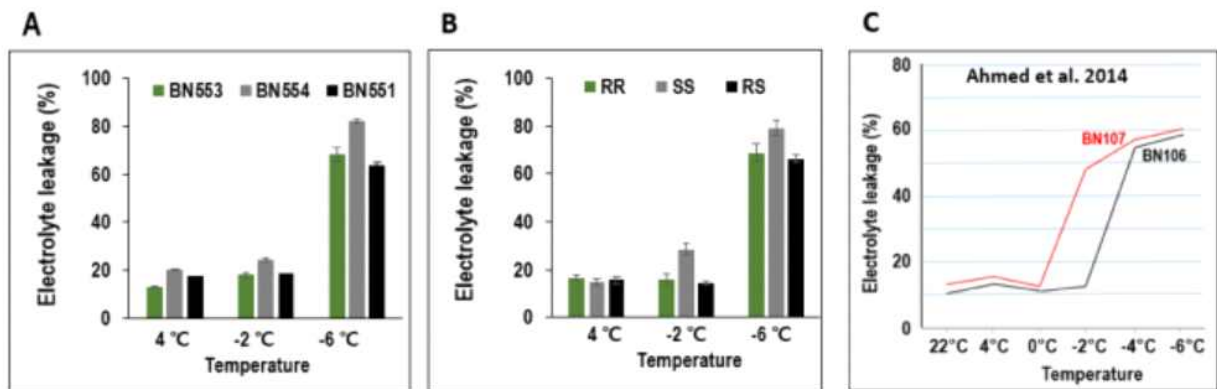 A
100
80
60
40
20
0
Electrolyte leakage (%)
BN553 BN554 BN551
4 °C -2 °C -6 °C
Temperature
B
100
80
60
40
20
0
Electrolyte leakage (%)
RR SS RS
4 °C -2 °C -6 °C
Temperature
C
80
60
40
20
0
Electrolyte leakage (%)
Ahmed et al. 2014
BN107
BN106
22°C 4°C 0°C -2°C -4°C -6°C
Temperature